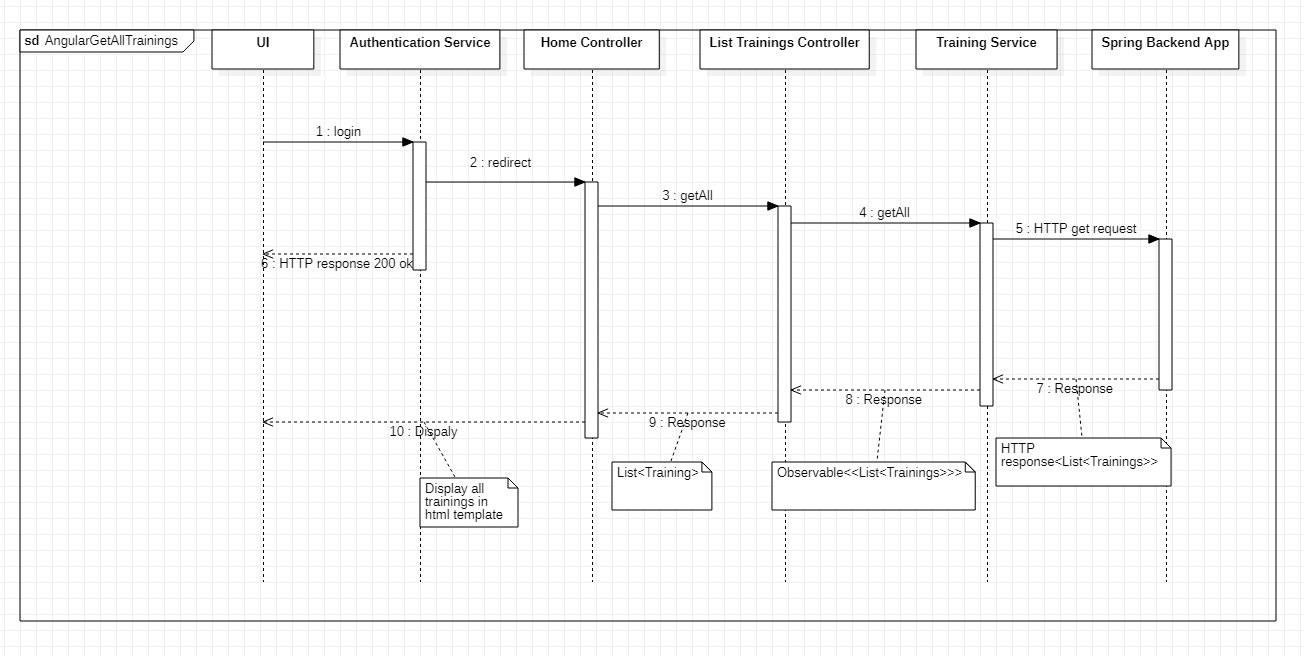 sd AngularGetAllTrainings
UI
Authentication Service
Home Controller
List Trainings Controller
Training Service
Spring Backend App
1 : login
2 : redirect
3 : getAll
4 : getAll
5 : HTTP get request
6 : HTTP response 200 ok
7 : Response
8 : Response
9 : Response
10 : Dispaly
HTTP
response<List<Trainings>>
Observable<<List<Trainings>>>
List<Training>
Display all
trainings in
html template